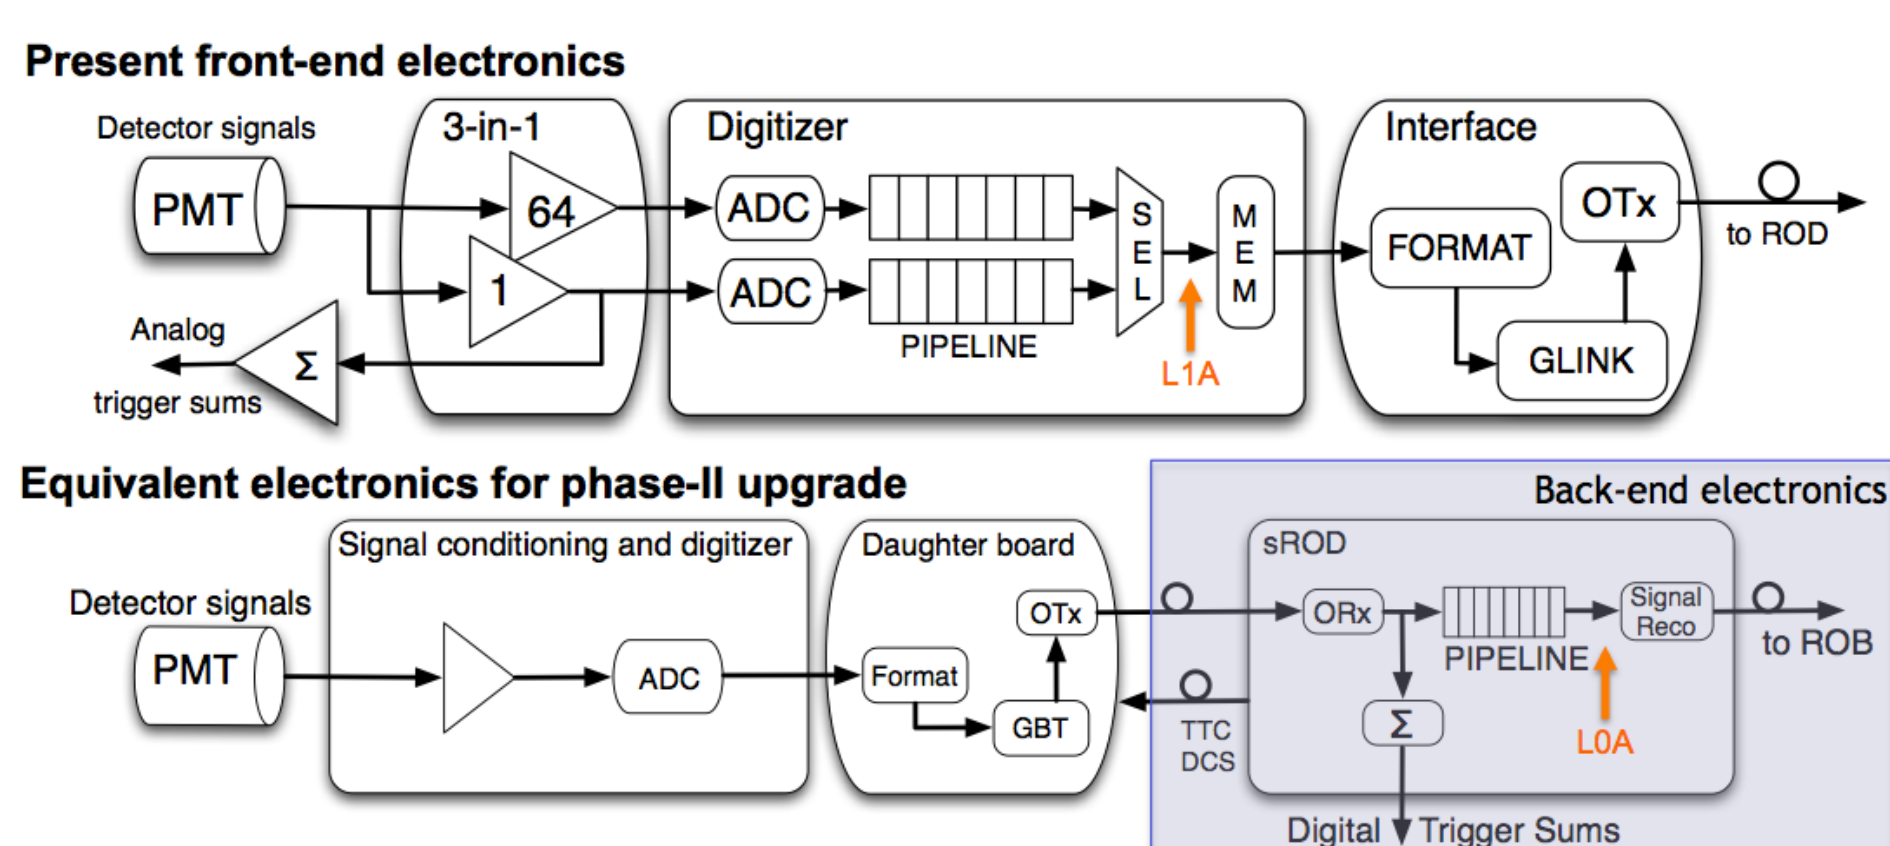 Present front-end electronics
Detector signals
3-in-1
Digitizer
Interface
PMT
64
ADC
SEL
MEM
FORMAT
OTx
to ROD
1
ADC
PIPELINE
L1A
GLINK
Analog
Σ
trigger sums
Equivalent electronics for phase-II upgrade
Back-end electronics
Signal conditioning and digitizer
Daughter board
sROD
Detector signals
PMT
ADC
Format
OTx
GBT
ORx
PIPELINE
Signal
Reco
to ROB
TTC
DCS
Σ
L0A
Digital Trigger Sums